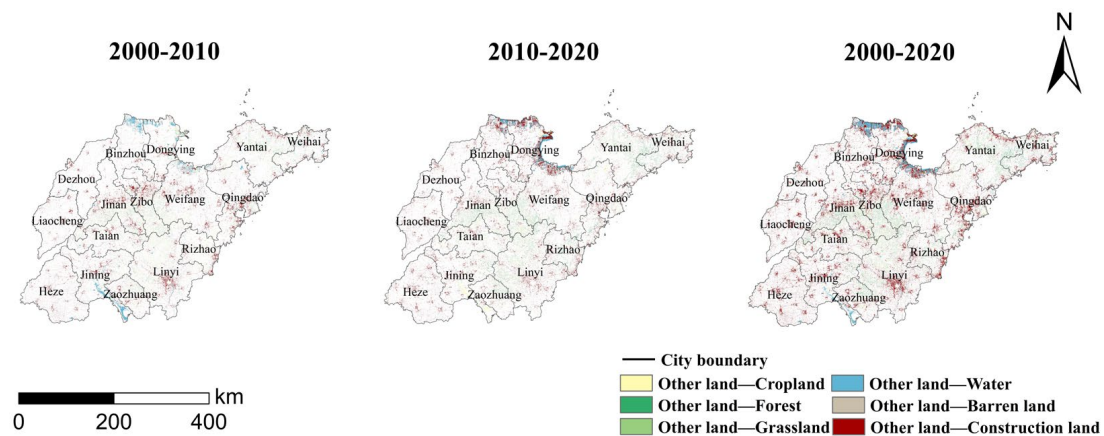 N
2000-2010
2010-2020
2000-2020
Binzhou
Dongying
Yantai
Weihai
Dezhou
Jinan
Zibo
Weifang
Qingdao
Liaocheng
Taian
Rizhao
Jining
Linyi
Heze
Zaozhuang
Binzhou
Dongying
Yantai
Weihai
Dezhou
Jinan
Zibo
Weifang
Qingdao
Liaocheng
Taian
Rizhao
Jining
Linyi
Heze
Zaozhuang
Binzhou
Dongying
Yantai
Weihai
Dezhou
Jinan
Zibo
Weifang
Qingdao
Liaocheng
Taian
Rizhao
Jining
Linyi
Heze
Zaozhuang
City boundary
Other land—Cropland
Other land—Water
Other land—Forest
Other land—Barren land
Other land—Grassland
Other land—Construction land
km
0 200 400